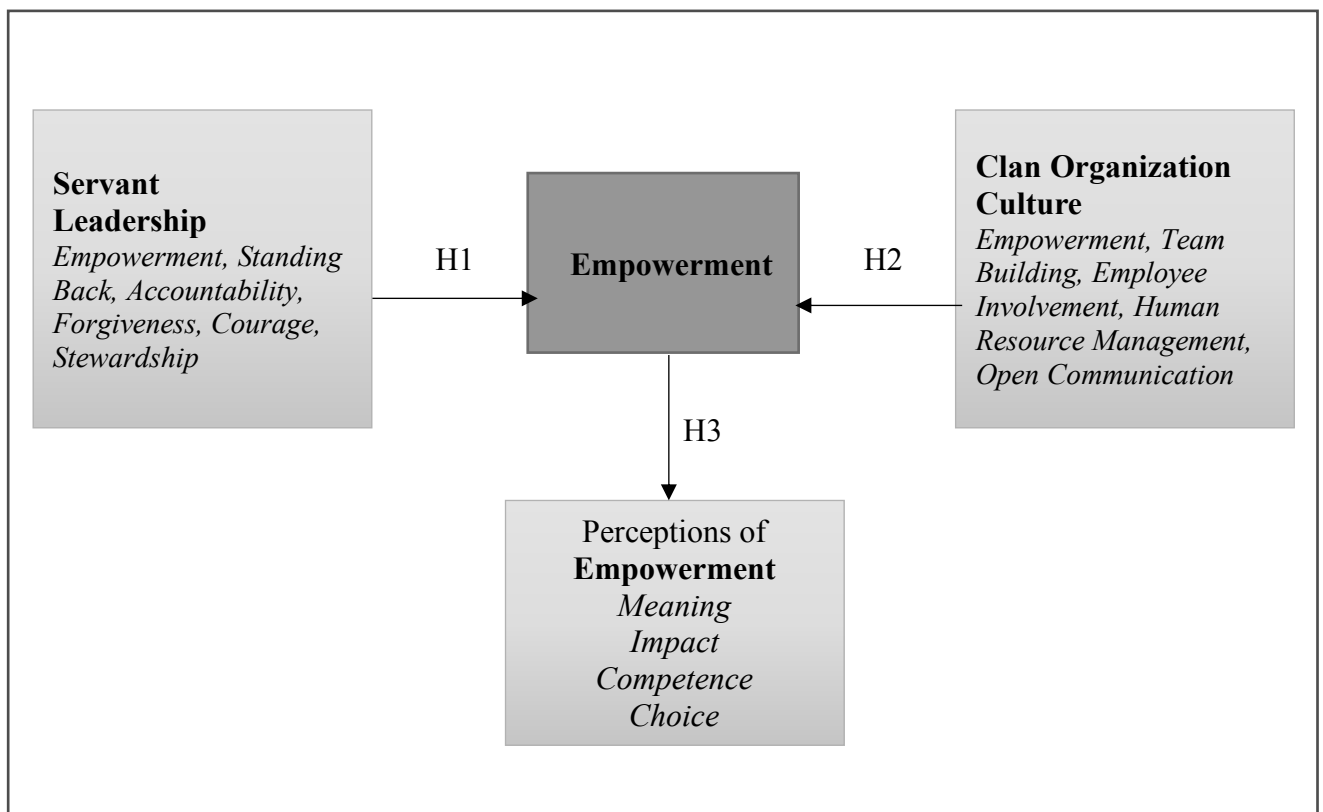 Servant
Leadership
Empowerment, Standing
Back, Accountability,
Forgiveness, Courage,
Stewardship
H1
Empowerment
H2
Clan Organization
Culture
Empowerment, Team
Building, Employee
Involvement, Human
Resource Management,
Open Communication
H3
Perceptions of
Empowerment
Meaning
Impact
Competence
Choice